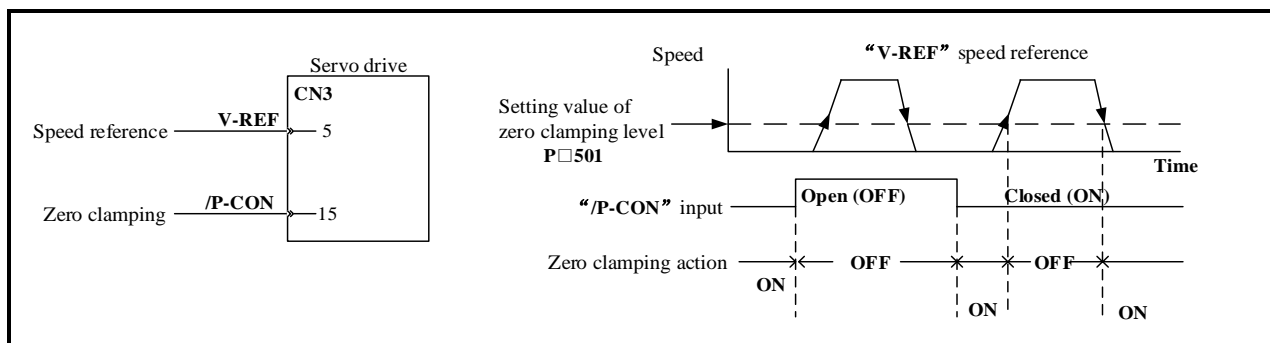 Servo drive
CN3
V-REF
Speed reference
5
/P-CON
Zero clamping
15
Speed
“V-REF” speed reference
Setting value of
zero clamping level
P□501
Time
“/P-CON” input
Open (OFF)
Closed (ON)
Zero clamping action
ON
OFF
ON
OFF
ON